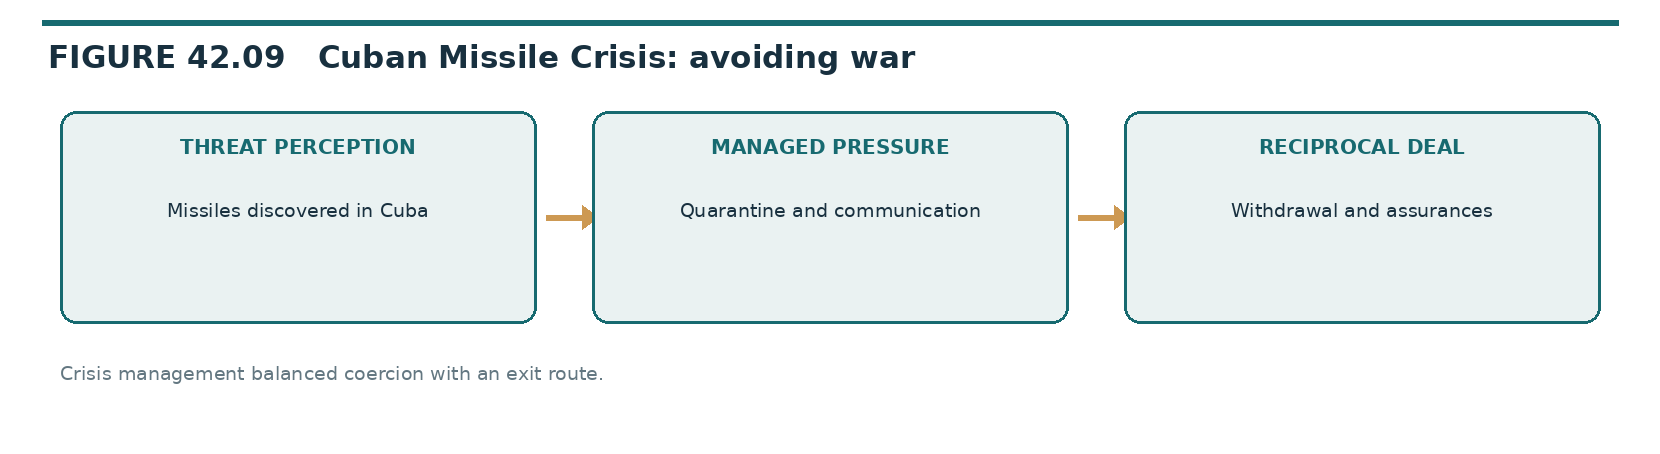 FIGURE 42.09 Cuban Missile Crisis: avoiding war
THREAT PERCEPTION
Missiles discovered in Cuba
MANAGED PRESSURE
Quarantine and communication
RECIPROCAL DEAL
Withdrawal and assurances
Crisis management balanced coercion with an exit route.